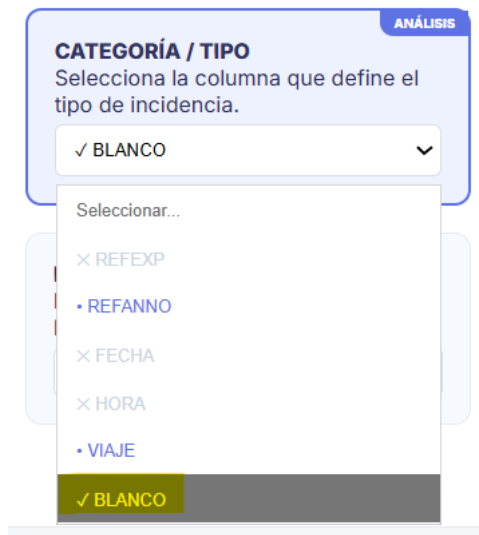 ANÁLISIS
CATEGORÍA / TIPO
Selecciona la columna que define el
tipo de incidencia.
✓ BLANCO
Seleccionar...
× REFEXP
• REFANNO
× FECHA
× HORA
• VIAJE
✓ BLANCO